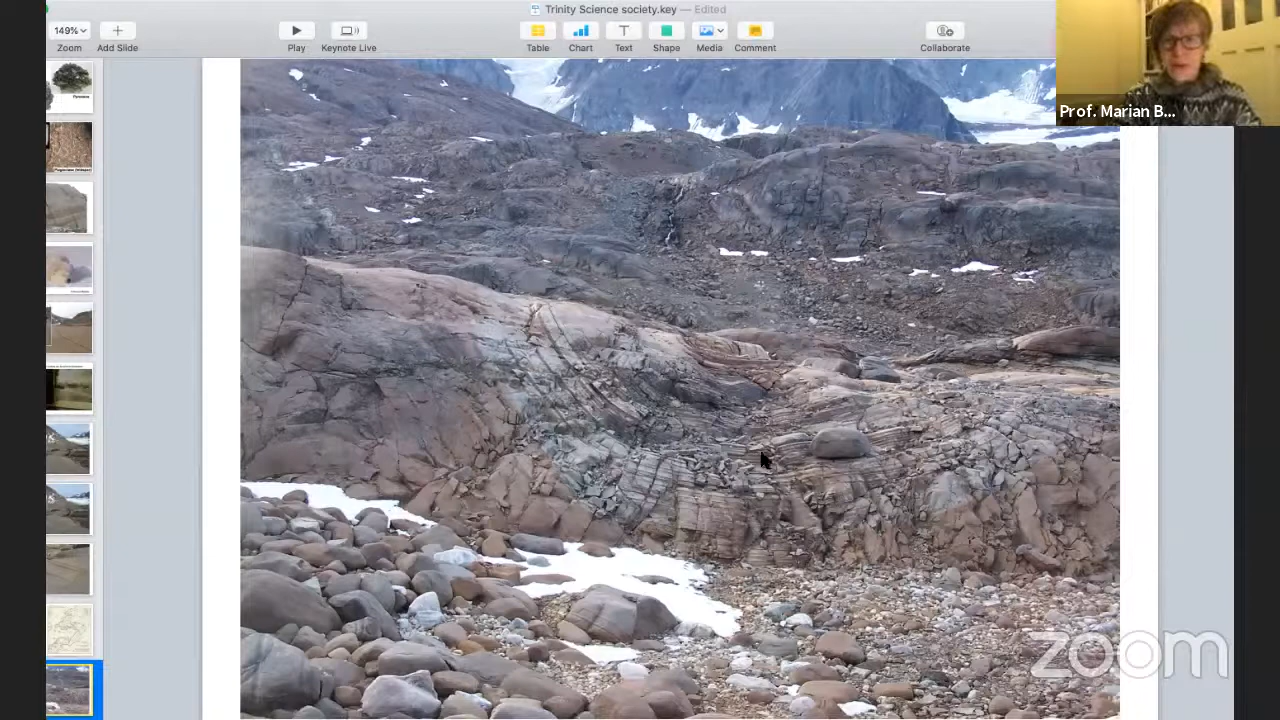 Trinity Science society.key — Edited
149%
Zoom
Add Slide
Play
Keynote Live
Table
Chart
Text
Shape
Media
Comment
Collaborate
Prof. Marian B...
zoom